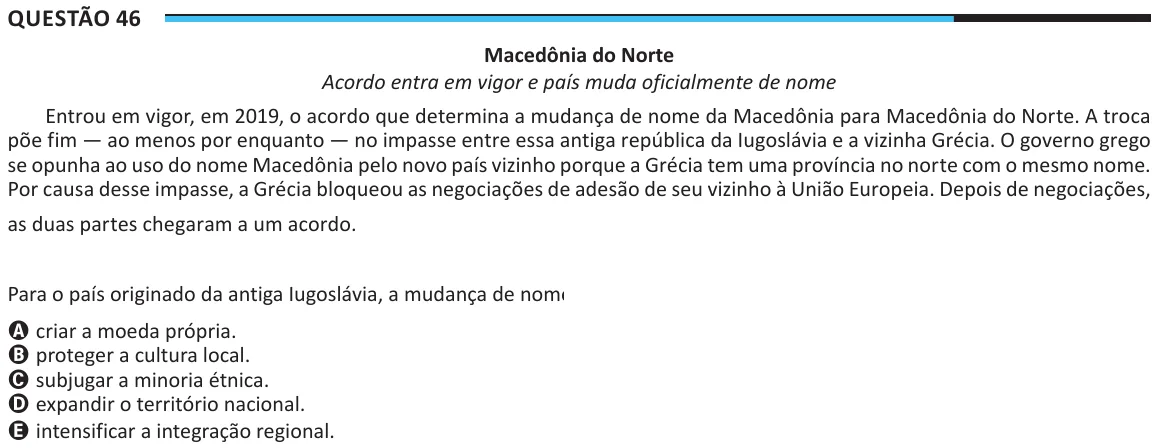 QUESTÃO 46
Macedônia do Norte
Acordo entra em vigor e país muda oficialmente de nome
Entrou em vigor, em 2019, o acordo que determina a mudança de nome da Macedônia para Macedônia do Norte. A troca
põe fim — ao menos por enquanto — no impasse entre essa antiga república da Iugoslávia e a vizinha Grécia. O governo grego
se opunha ao uso do nome Macedônia pelo novo país vizinho porque a Grécia tem uma província no norte com o mesmo nome.
Por causa desse impasse, a Grécia bloqueou as negociações de adesão de seu vizinho à União Europeia. Depois de negociações,
as duas partes chegaram a um acordo.
Para o país originado da antiga Iugoslávia, a mudança de nome
A criar a moeda própria.
B proteger a cultura local.
C subjugar a minoria étnica.
D expandir o território nacional.
E intensificar a integração regional.